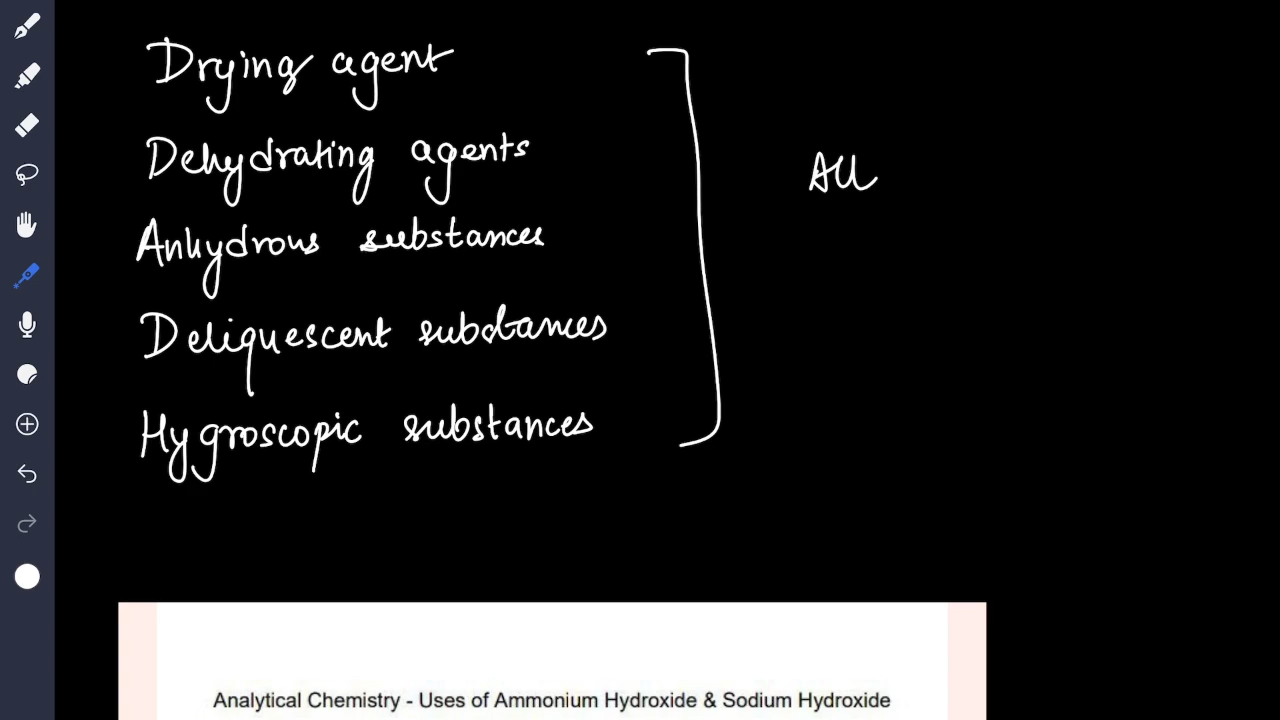 Drying agent
Dehydrating agents
All
Anhydrous substances
Deliquescent substances
Hygroscopic substances
Analytical Chemistry - Uses of Ammonium Hydroxide & Sodium Hydroxide